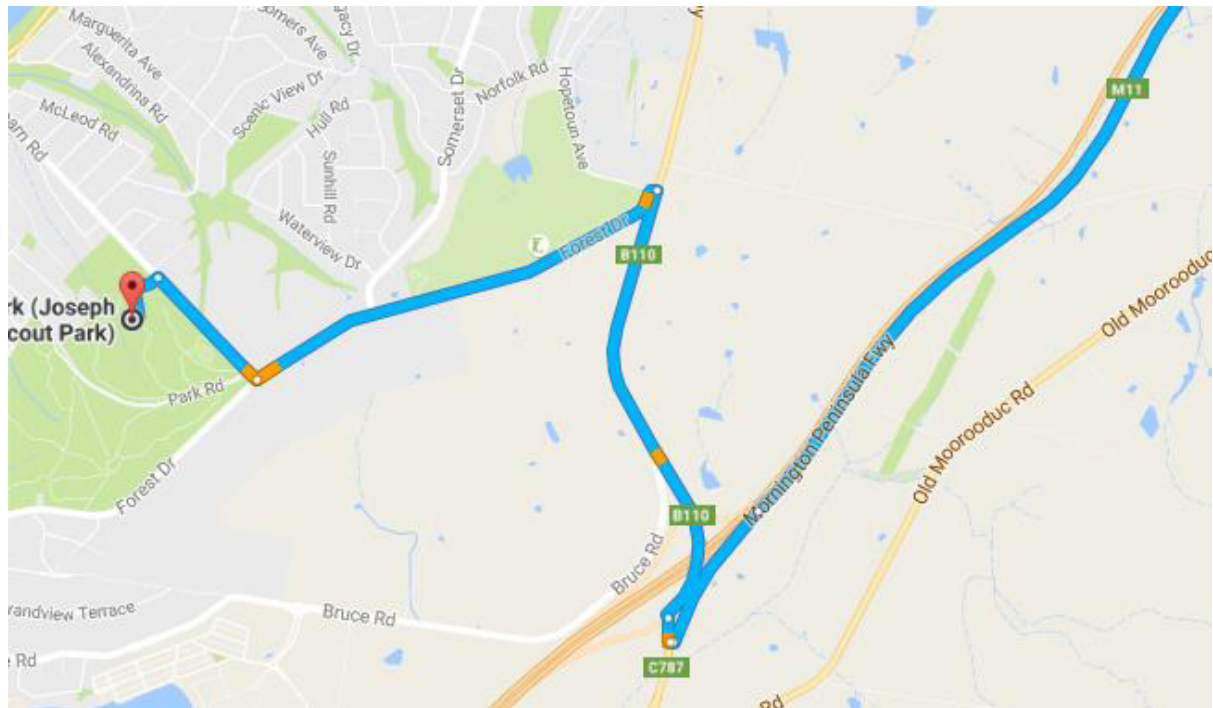 Marguerita Ave
Alexandrina Rd
McLeod Rd
Scenic View Dr
Hull Rd
Sunhill Rd
Waterview Dr
Somerset Dr
Norfolk Rd
Hopetoun Ave
M11
Forest Dr
B110
rk (Joseph
cout Park)
Park Rd
Forest Dr
Mornington Peninsula Fwy
Old Moorooduc
Old Moorooduc Rd
B110
Bruce Rd
Bruce Rd
randview Terrace
C787
e Rd
Rd